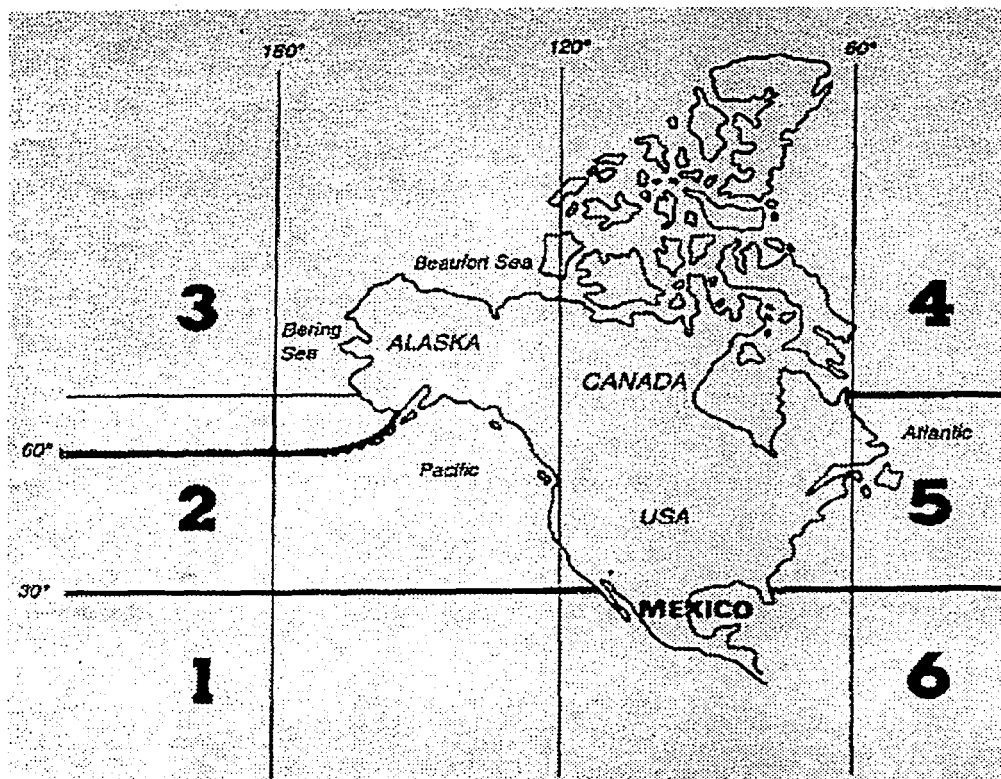 180°
120°
60°
Beaufort Sea
3
4
Bering
Sea
ALASKA
CANADA
60°
Atlantic
Pacific
2
USA
5
30°
MEXICO
1
6